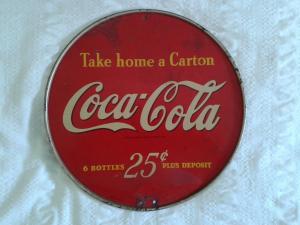 Take home a Carton
Coca-Cola
6 BOTTLES 25¢ PLUS DEPOSIT